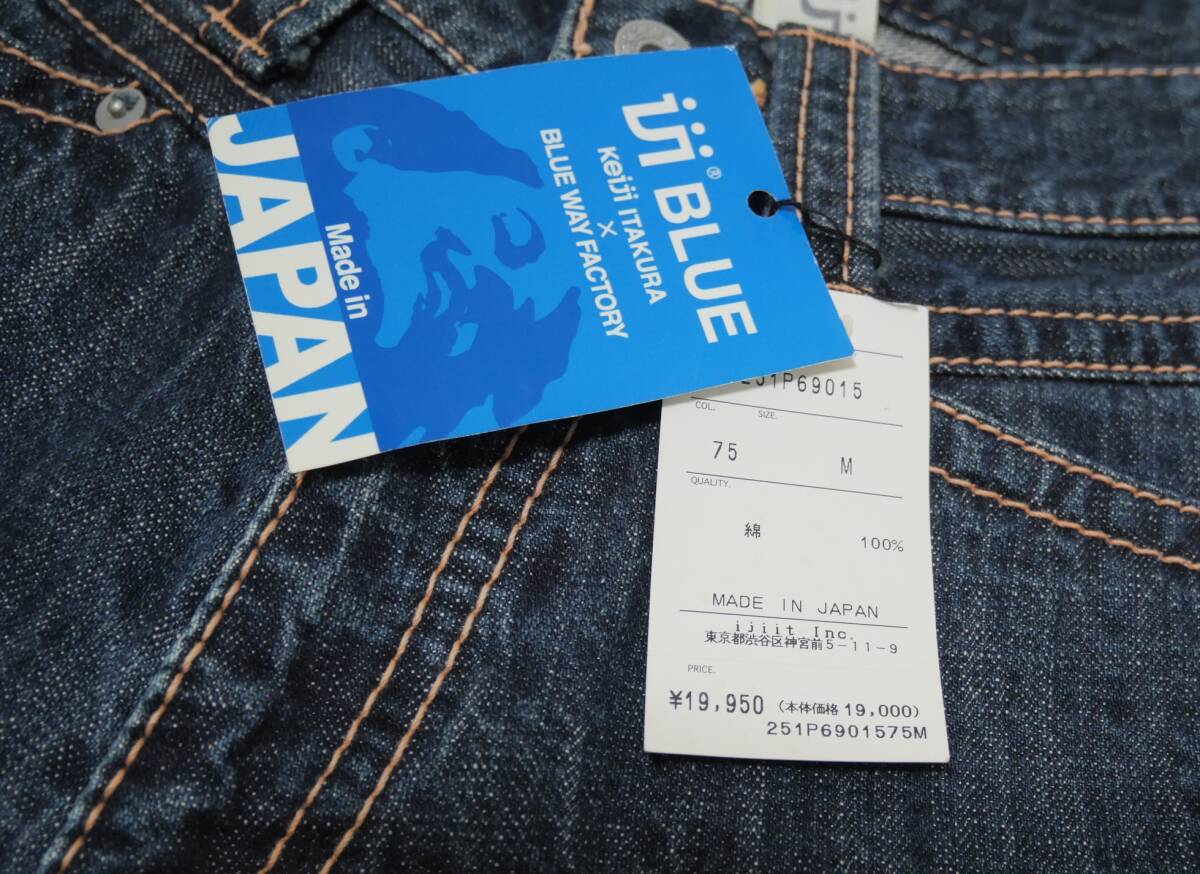 iji® BLUE
Keiji ITAKURA
×
BLUE WAY FACTORY
Made in
JAPAN
251P69015
COL. SIZE.
75 M
QUALITY.
綿 100%
MADE IN JAPAN
ijiit Inc.
東京都渋谷区神宮前5-11-9
PRICE.
¥19,950 (本体価格 19,000)
251P6901575M